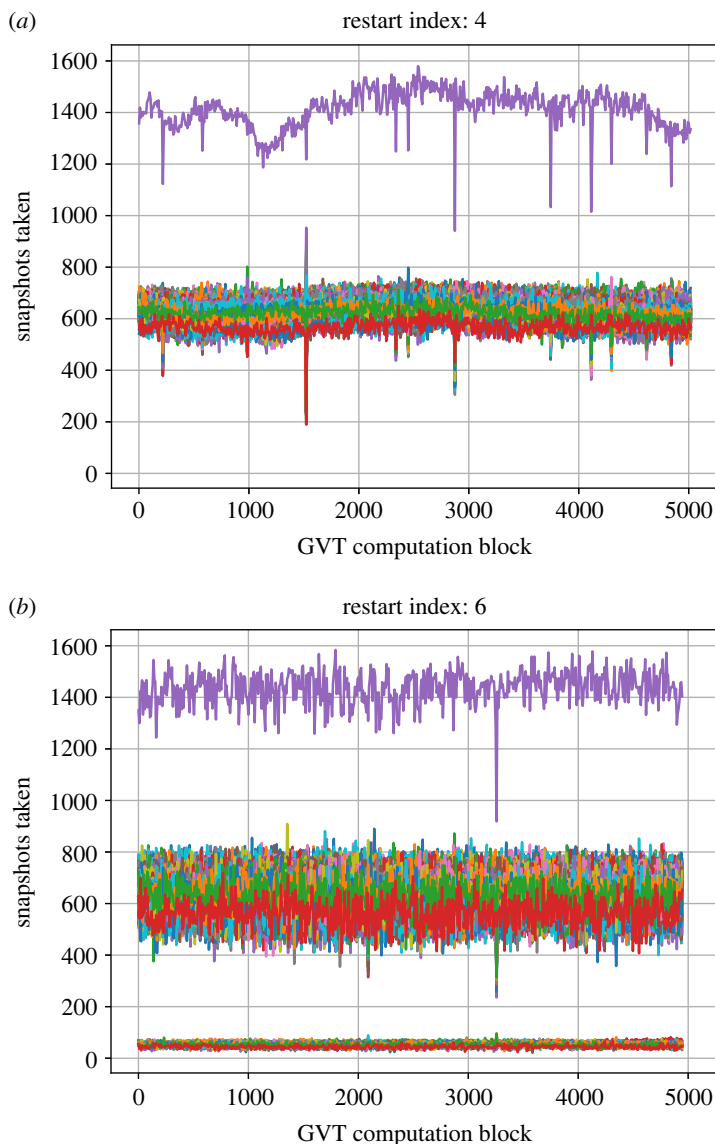 (a) restart index: 4
1600
1400
1200
1000
800
600
400
200
0
snapshots taken
0 1000 2000 3000 4000 5000
GVT computation block
(b) restart index: 6
1600
1400
1200
1000
800
600
400
200
0
snapshots taken
0 1000 2000 3000 4000 5000
GVT computation block